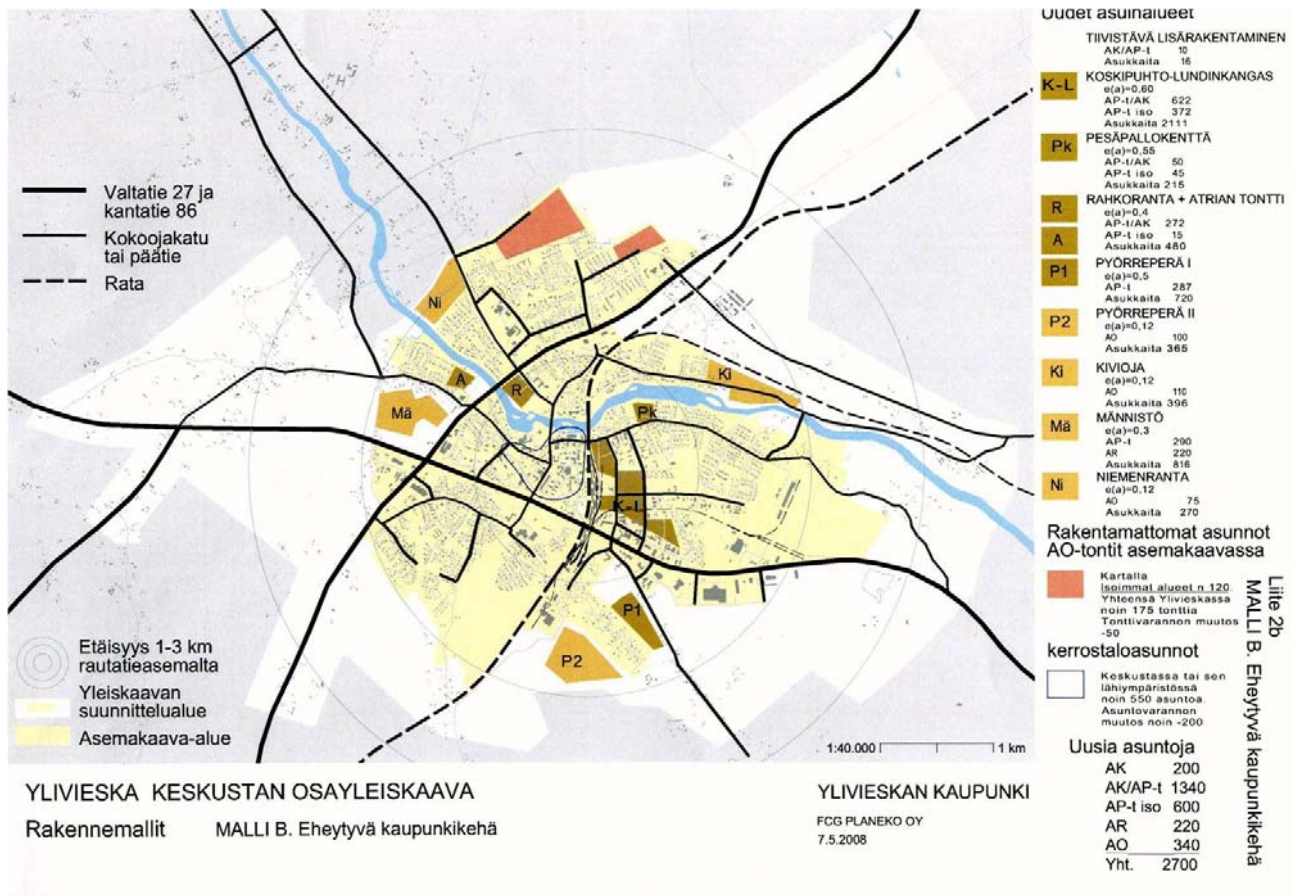 Uudet asuinalueet
TIIVISTÄVÄ LISÄRAKENTAMINEN
AK/AP-t 10
Asukkaita 16
K-L KOSKIPUHTO-LUNDINKANGAS
e(a)=0,60
AP-t/AK 622
AP-t iso 372
Asukkaita 2111
Pk PESÄPALLOKENTTÄ
e(a)=0,55
AP-t/AK 50
AP-t iso 45
Asukkaita 215
R RAHKORANTA + ATRIAN TONTTI
e(a)=0,4
AP-t/AK 272
A AP-t iso 15
Asukkaita 480
P1 PYÖRREPERÄ I
e(a)=0,5
AP-t 287
Asukkaita 720
P2 PYÖRREPERÄ II
e(a)=0,12
AO 100
Asukkaita 365
Ki KIVIOJA
e(a)=0,12
AO 110
Asukkaita 396
Mä MÄNNISTÖ
e(a)=0,3
AP-t 290
AR 220
Asukkaita 816
Ni NIEMENRANTA
e(a)=0,12
AO 75
Asukkaita 270
Rakentamattomat asunnot
AO-tontit asemakaavassa
Kartalla
Isoimmat alueet n 120.
Yhteensä Ylivieskassa
noin 175 tonttia
Tonttivarannon muutos
-50
kerrostaloasunnot
Keskustassa tai sen
lähiympäristössä
noin 550 asuntoa.
Asuntovarannon
muutos noin -200
Uusia asuntoja
AK 200
AK/AP-t 1340
AP-t iso 600
AR 220
AO 340
Yht. 2700
Liite 2b
MALLI B. Eheytyvä kaupunkikehä
Valtatie 27 ja
kantatie 86
Kokoojakatu
tai päätie
Rata
Ni
A
R
Mä
Pk
Ki
K-L
P1
P2
Etäisyys 1-3 km
rautatieasemalta
Yleiskaavan
suunnittelualue
Asemakaava-alue
1:40.000 1 km
YLIVIESKA KESKUSTAN OSAYLEISKAAVA
Rakennemallit MALLI B. Eheytyvä kaupunkikehä
YLIVIESKAN KAUPUNKI
FCG PLANEKO OY
7.5.2008